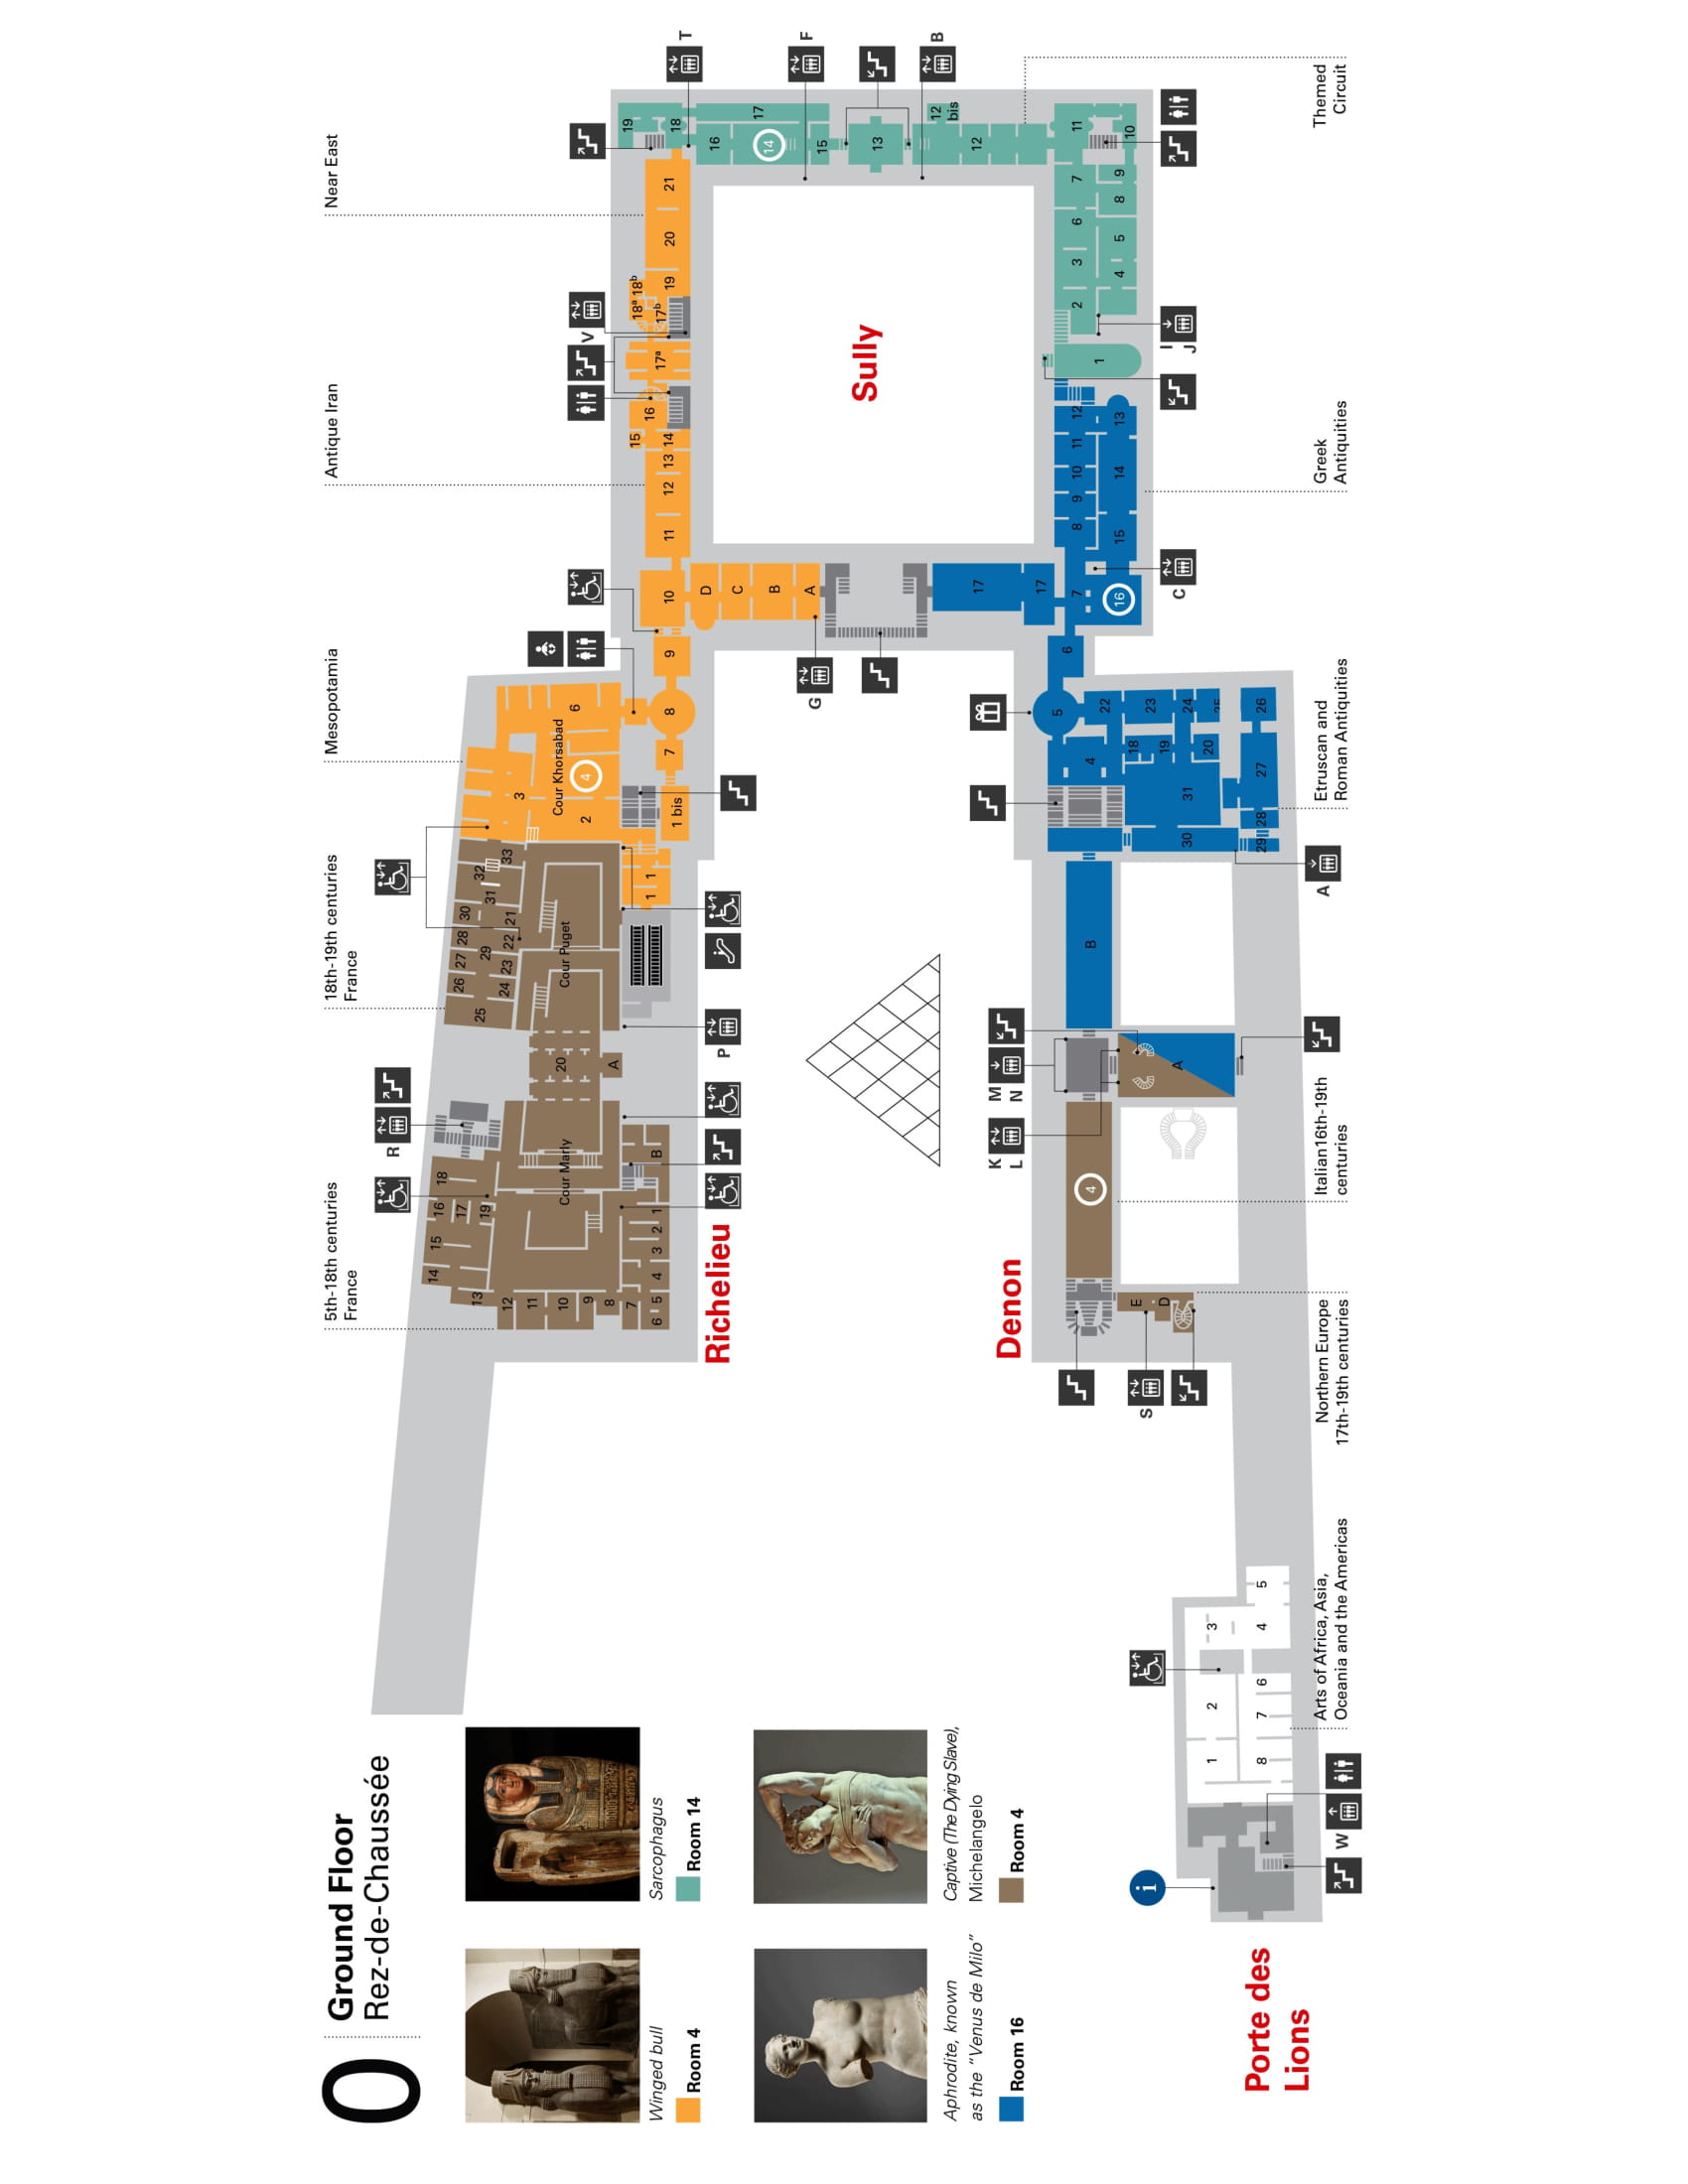 0
Ground Floor
Rez-de-Chaussée
Winged bull
Room 4
Sarcophagus
Room 14
Aphrodite, known
as the “Venus de Milo”
Room 16
Captive (The Dying Slave),
Michelangelo
Room 4
5th-18th centuries
France
18th-19th centuries
France
Mesopotamia
Antique Iran
Near East
R
14 15 16 18
17
13
19
12
11
10
9
8
7
6 5 4 3 2 1 B
Cour Marly
20
A
Cour Puget
26 27 28 30
25 29 31 32
24 23 22 21 33
3
Cour Khorsabad
2 4 6
1 1
1 bis
7 8 9 10 11 12 13 14
15
16
17ª
18ª 18ᵇ
17ᵇ
19 20 21
V
19
18
T
16
17
14
15
F
13
B
12
bis
12
D
C
B
A
G
P
Richelieu
Sully
17
17
Denon
K
L
M
N
4
B
E
D
S
A
5
6
4
22
18
23
19
30 31
24
20
25
29 28 27 26
A
7 8 9 10 11 12
16 15 14 13
C
1
2 3 6 7 11
4 5 8 9 10
I
J
i
1 2 3
8 7 6 4 5
Porte des
Lions
W
Arts of Africa, Asia,
Oceania and the Americas
Northern Europe
17th-19th centuries
Italian16th-19th
centuries
Etruscan and
Roman Antiquities
Greek
Antiquities
Themed
Circuit